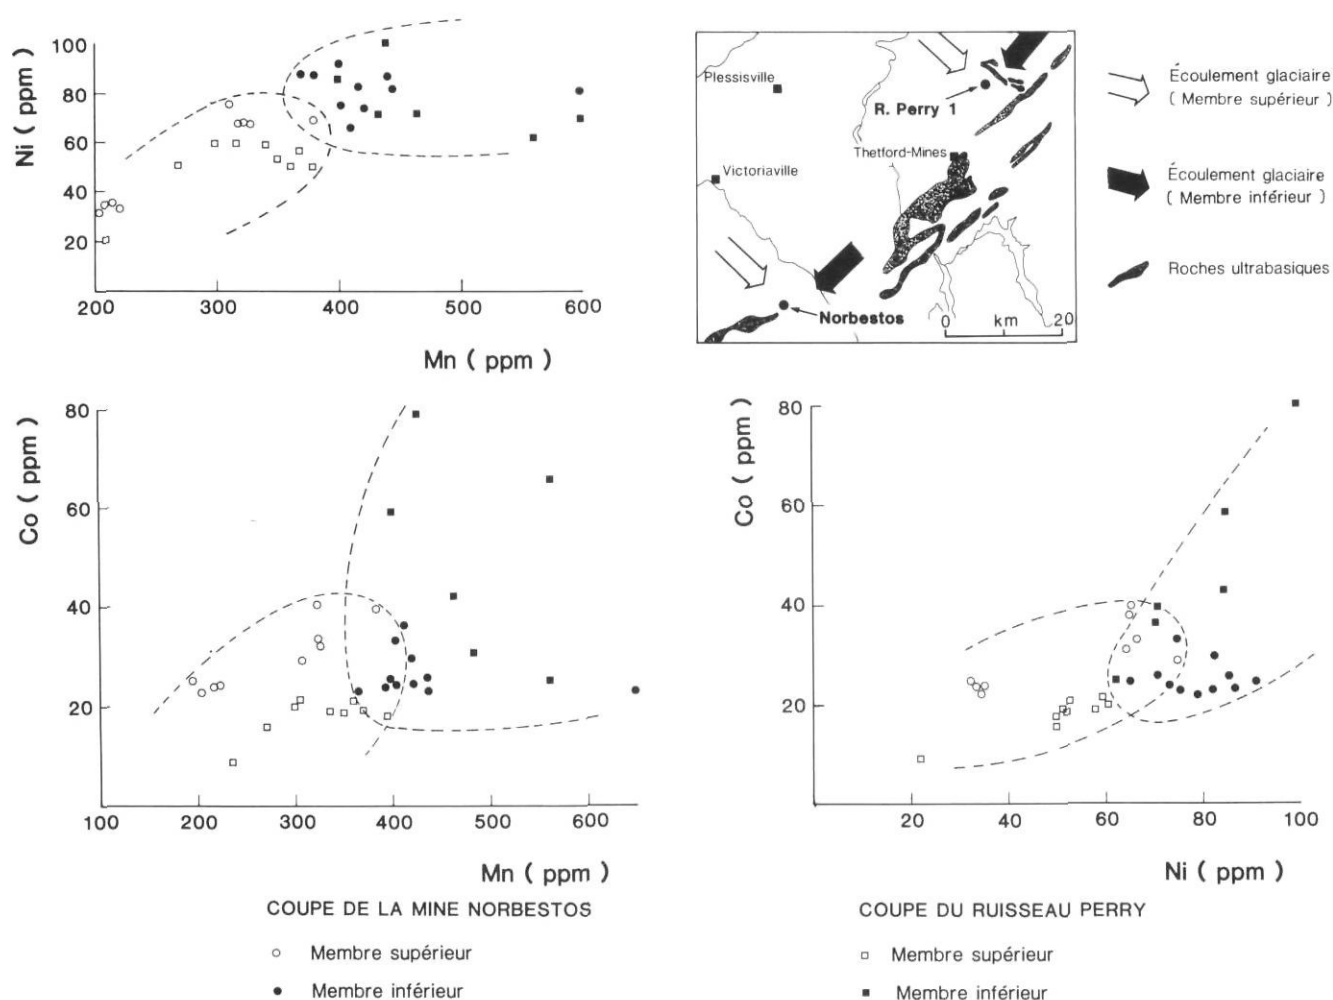 Ni ( ppm )
100
80
60
40
20
200
300
400
500
600
Mn ( ppm )
Plessisville
R. Perry 1
Thetford-Mines
Victoriaville
Norbestos
0 km 20
Écoulement glaciaire
( Membre supérieur )
Écoulement glaciaire
( Membre inférieur )
Roches ultrabasiques
Co ( ppm )
80
60
40
20
100
200
300
400
500
600
Mn ( ppm )
Co ( ppm )
80
60
40
20
20
40
60
80
100
Ni ( ppm )
COUPE DE LA MINE NORBESTOS
Membre supérieur
Membre inférieur
COUPE DU RUISSEAU PERRY
Membre supérieur
Membre inférieur